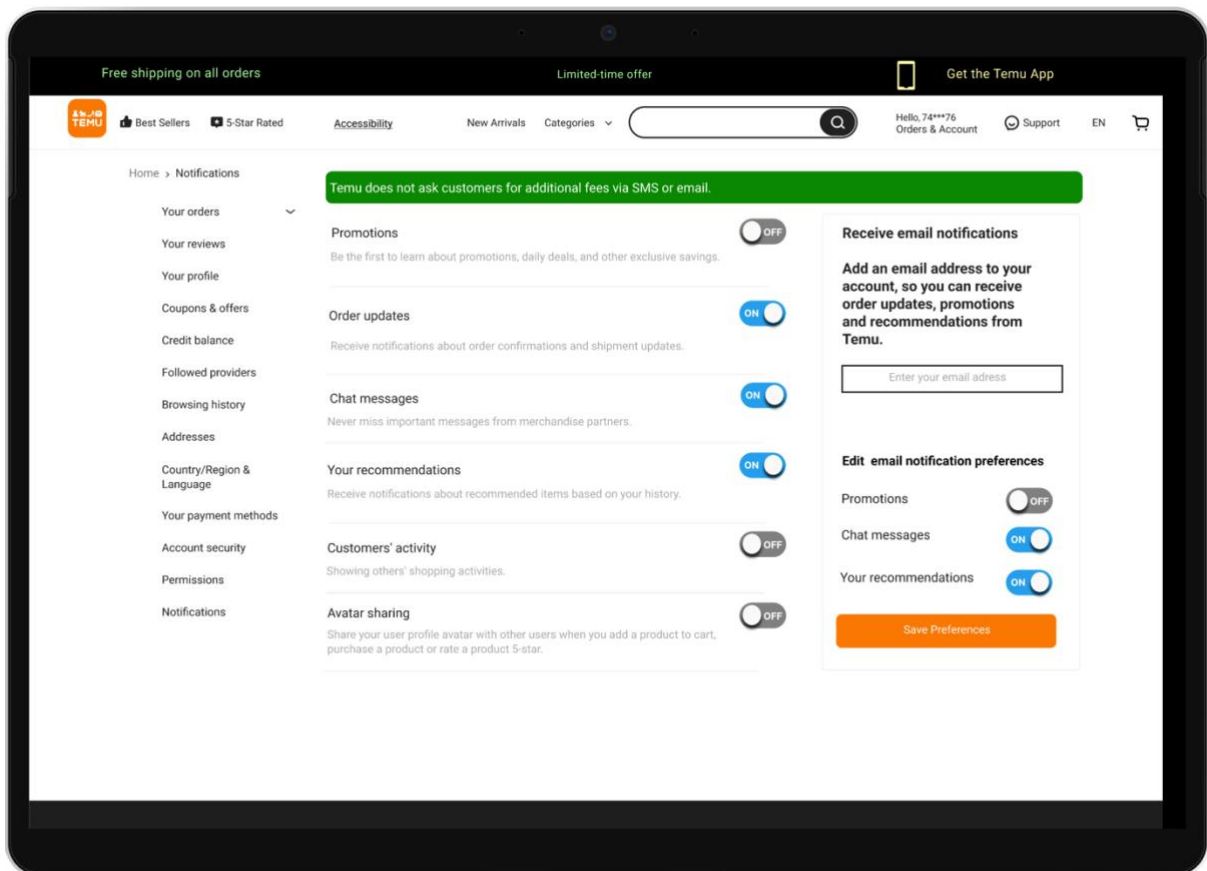 Free shipping on all orders
Limited-time offer
Get the Temu App
TEMU
Best Sellers
5-Star Rated
Accessibility
New Arrivals
Categories
Hello, 74***76
Orders & Account
Support
EN
Home > Notifications
Temu does not ask customers for additional fees via SMS or email.
Your orders
Your reviews
Your profile
Coupons & offers
Credit balance
Followed providers
Browsing history
Addresses
Country/Region &
Language
Your payment methods
Account security
Permissions
Notifications
Promotions
OFF
Be the first to learn about promotions, daily deals, and other exclusive savings.
Order updates
ON
Receive notifications about order confirmations and shipment updates.
Chat messages
ON
Never miss important messages from merchandise partners.
Your recommendations
ON
Receive notifications about recommended items based on your history.
Customers' activity
OFF
Showing others' shopping activities.
Avatar sharing
OFF
Share your user profile avatar with other users when you add a product to cart,
purchase a product or rate a product 5-star.
Receive email notifications
Add an email address to your
account, so you can receive
order updates, promotions
and recommendations from
Temu.
Enter your email adress
Edit email notification preferences
Promotions
OFF
Chat messages
ON
Your recommendations
ON
Save Preferences